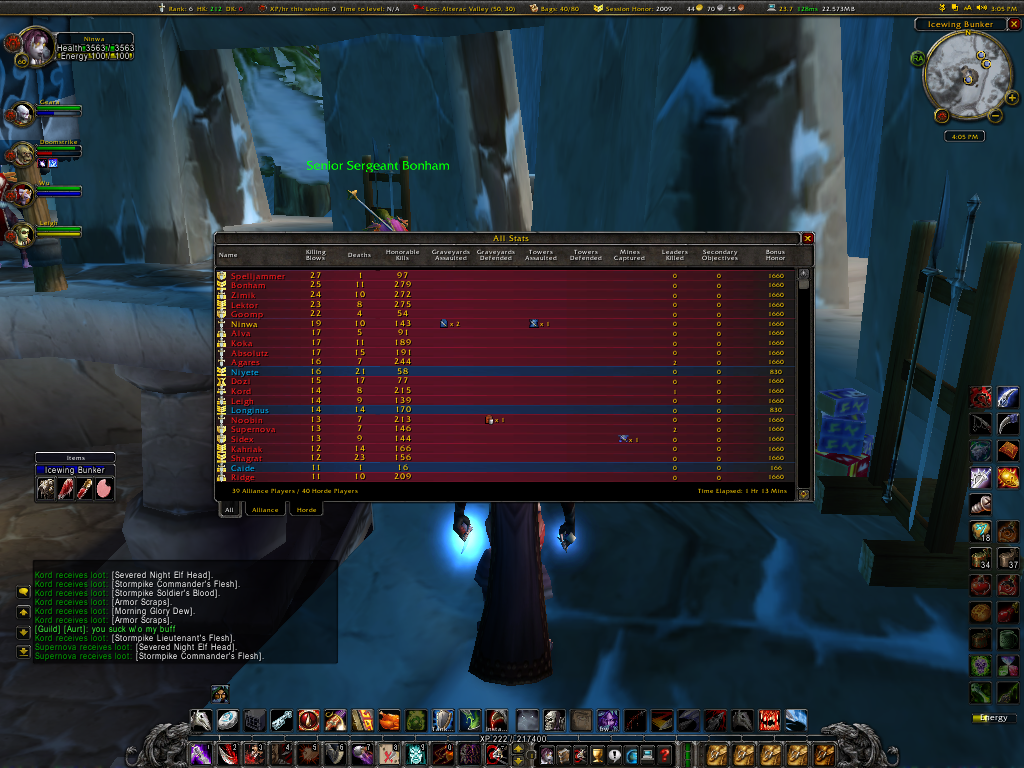 Rank: 6 HK: 212 DK: 0 XP/hr this session: 0 Time to level: N/A Loc: Alterac Valley (50, 30) Bags: 40/80 Session Honor: 2009 44 70 55 23.7 128ms 22.573MB 3:05 PM
Icewing Bunker
Ninwa
Health 3563 / 3563
Energy 100 / 100
60
Geara
Doomstrike
Wu
Leigh
RA
N
4:05 PM
Senior Sergeant Bonham
All Stats
Name Killing Blows Deaths Honorable Kills Graveyards Assaulted Graveyards Defended Towers Assaulted Towers Defended Mines Captured Leaders Killed Secondary Objectives Bonus Honor
Spelljammer 27 1 97 0 0 1660
Bonham 25 11 279 0 0 1660
Zimik 24 10 272 0 0 1660
Lektor 23 8 275 0 0 1660
Goomp 22 4 54 0 0 1660
Ninwa 19 10 143 x 2 x 1 0 0 1660
Alva 17 5 91 0 0 1660
Koka 17 11 189 0 0 1660
Absolutz 17 15 191 0 0 1660
Agares 16 7 244 2 0 1660
Niyete 16 21 58 0 0 830
Dozi 15 17 77 0 0 1660
Kord 14 8 215 1 0 1660
Leigh 14 9 139 0 0 1660
Longinus 14 14 170 2 0 830
Noobin 13 7 213 x 1 0 0 1660
Supernova 13 7 146 0 0 1660
Sidex 13 9 144 x 1 0 0 1660
Kahriak 12 14 166 0 0 1660
Shagrat 12 23 156 0 0 1660
Caide 11 1 16 0 0 166
Ridge 11 10 209 0 0 1660
39 Alliance Players / 40 Horde Players Time Elapsed: 1 Hr 13 Mins
All Alliance Horde
Items
Icewing Bunker
Kord receives loot: [Severed Night Elf Head].
Kord receives loot: [Stormpike Commander's Flesh].
Kord receives loot: [Stormpike Soldier's Blood].
Kord receives loot: [Armor Scraps].
Kord receives loot: [Morning Glory Dew].
Kord receives loot: [Armor Scraps].
[Guild] [Aurt]: you suck w/o my buff
Kord receives loot: [Stormpike Lieutenant's Flesh].
Supernova receives loot: [Severed Night Elf Head].
Supernova receives loot: [Stormpike Commander's Flesh].
18
34 37
Energy
XP 222 / 217400